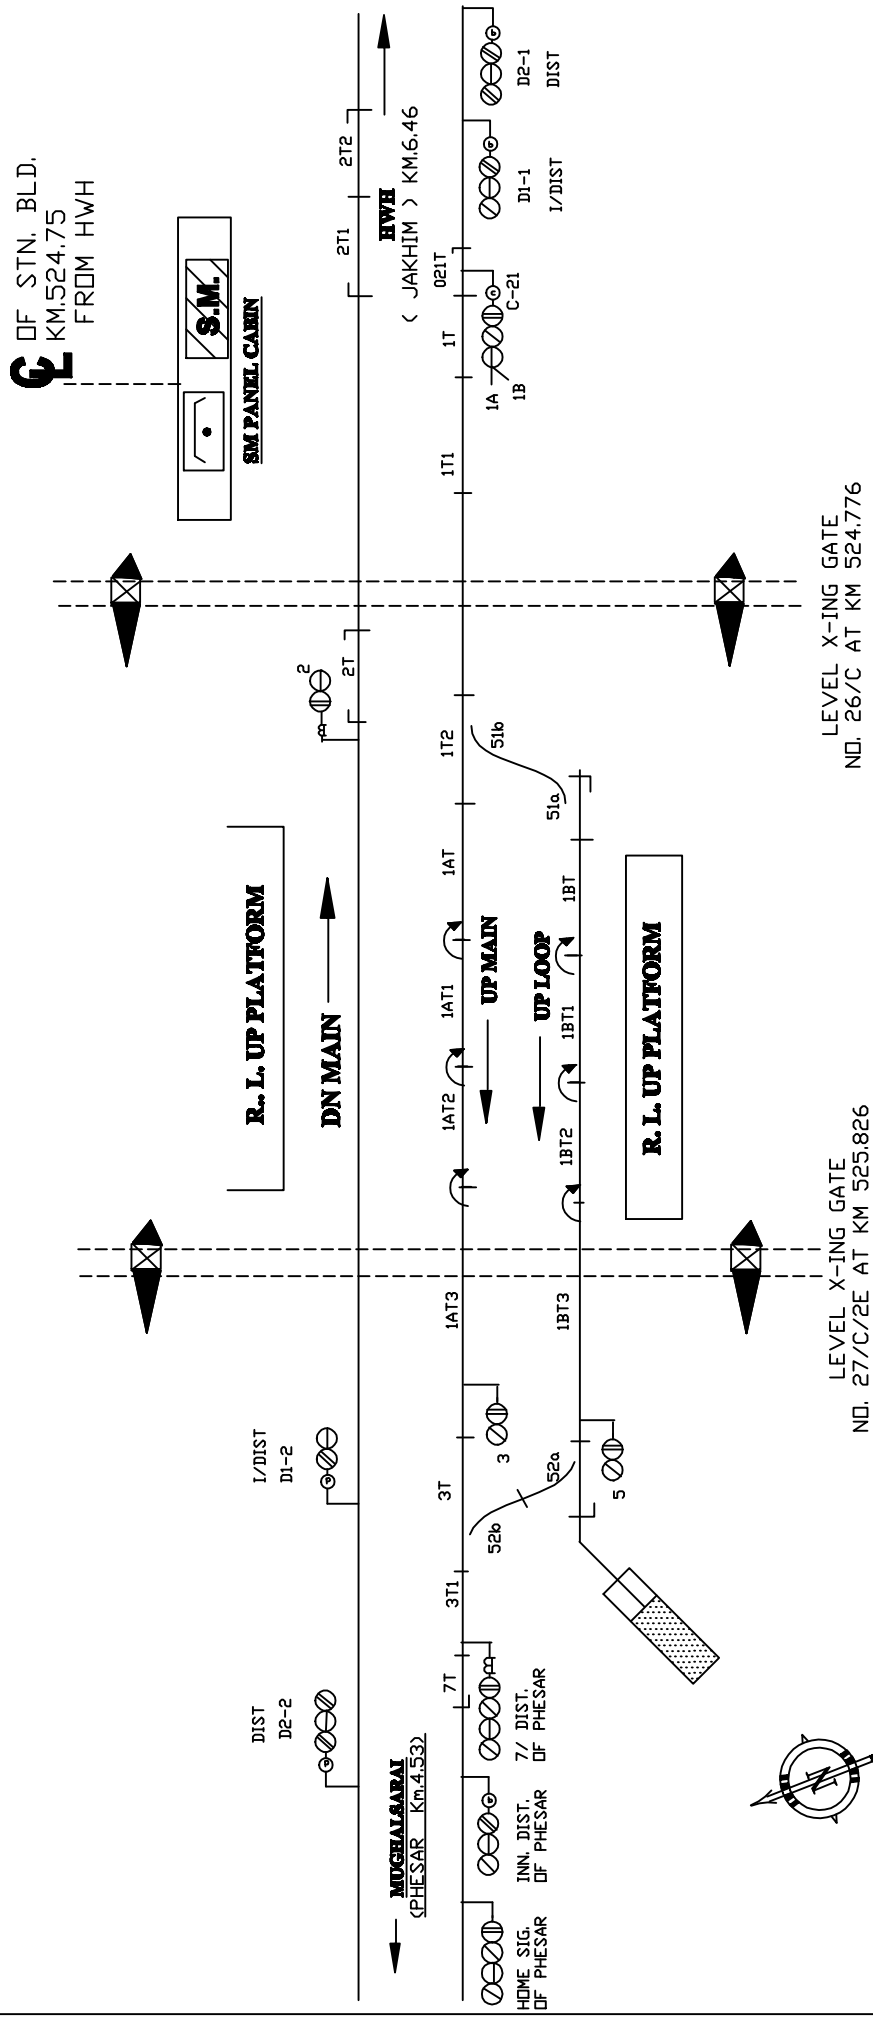 OF STN. BLD.
KM.524.75
FROM HWH
S.M.
SM PANEL CABIN
2T1
2T2
HWH
( JAKHIM ) KM.6.46
D2-1
DIST
D1-1
I/DIST
021T
C-21
1T
1A
1B
1T1
LEVEL X-ING GATE
NO. 26/C AT KM 524.776
2
2T
1T2
51b
51a
R.. L. UP PLATFORM
DN MAIN
1AT
1AT1
1AT2
1AT3
UP MAIN
UP LOOP
1BT
1BT1
1BT2
1BT3
R. L. UP PLATFORM
LEVEL X-ING GATE
NO. 27/C/2E AT KM 525.826
I/DIST
D1-2
3
3T
52a
52b
5
3T1
DIST
D2-2
7T
7/ DIST.
OF PHESAR
MUGHALSARAI
(PHESAR Km.4.53)
INN. DIST.
OF PHESAR
HOME SIG.
OF PHESAR
N